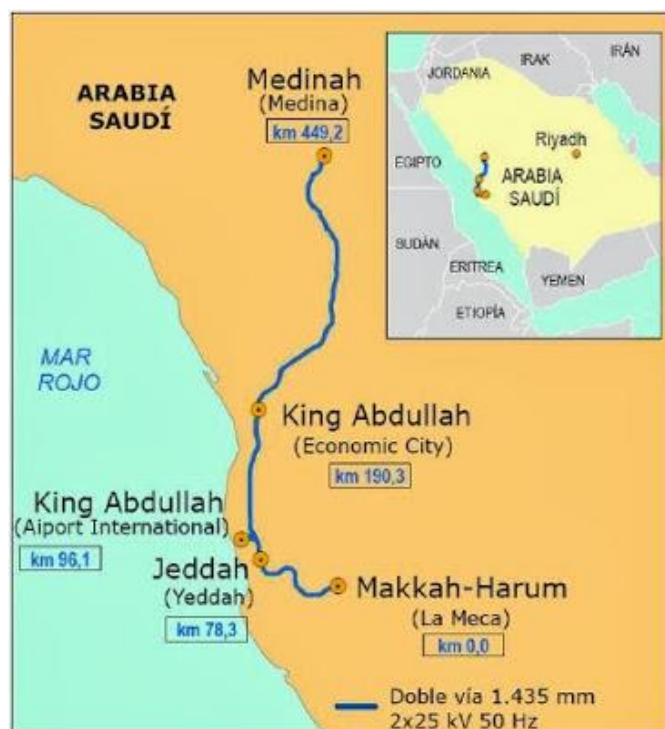 ARABIA
SAUDÍ
Medinah
(Medina)
km 449,2
MAR
ROJO
King Abdullah
(Economic City)
km 190,3
King Abdullah
(Aiport International)
km 96,1
Jeddah
(Yeddah)
km 78,3
Makkah-Harum
(La Meca)
km 0,0
Doble vía 1.435 mm
2x25 kV 50 Hz
JORDANIA
IRAK
IRÁN
EGIPTO
Riyadh
ARABIA
SAUDÍ
SUDÁN
ERITREA
YEMEN
ETIOPÍA